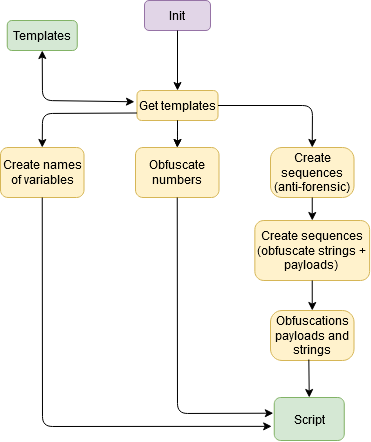 Init
Templates
Get templates
Create names
of variables
Obfuscate
numbers
Create
sequences
(anti-forensic)
Create sequences
(obfuscate strings +
payloads)
Obfuscations
payloads and
strings
Script